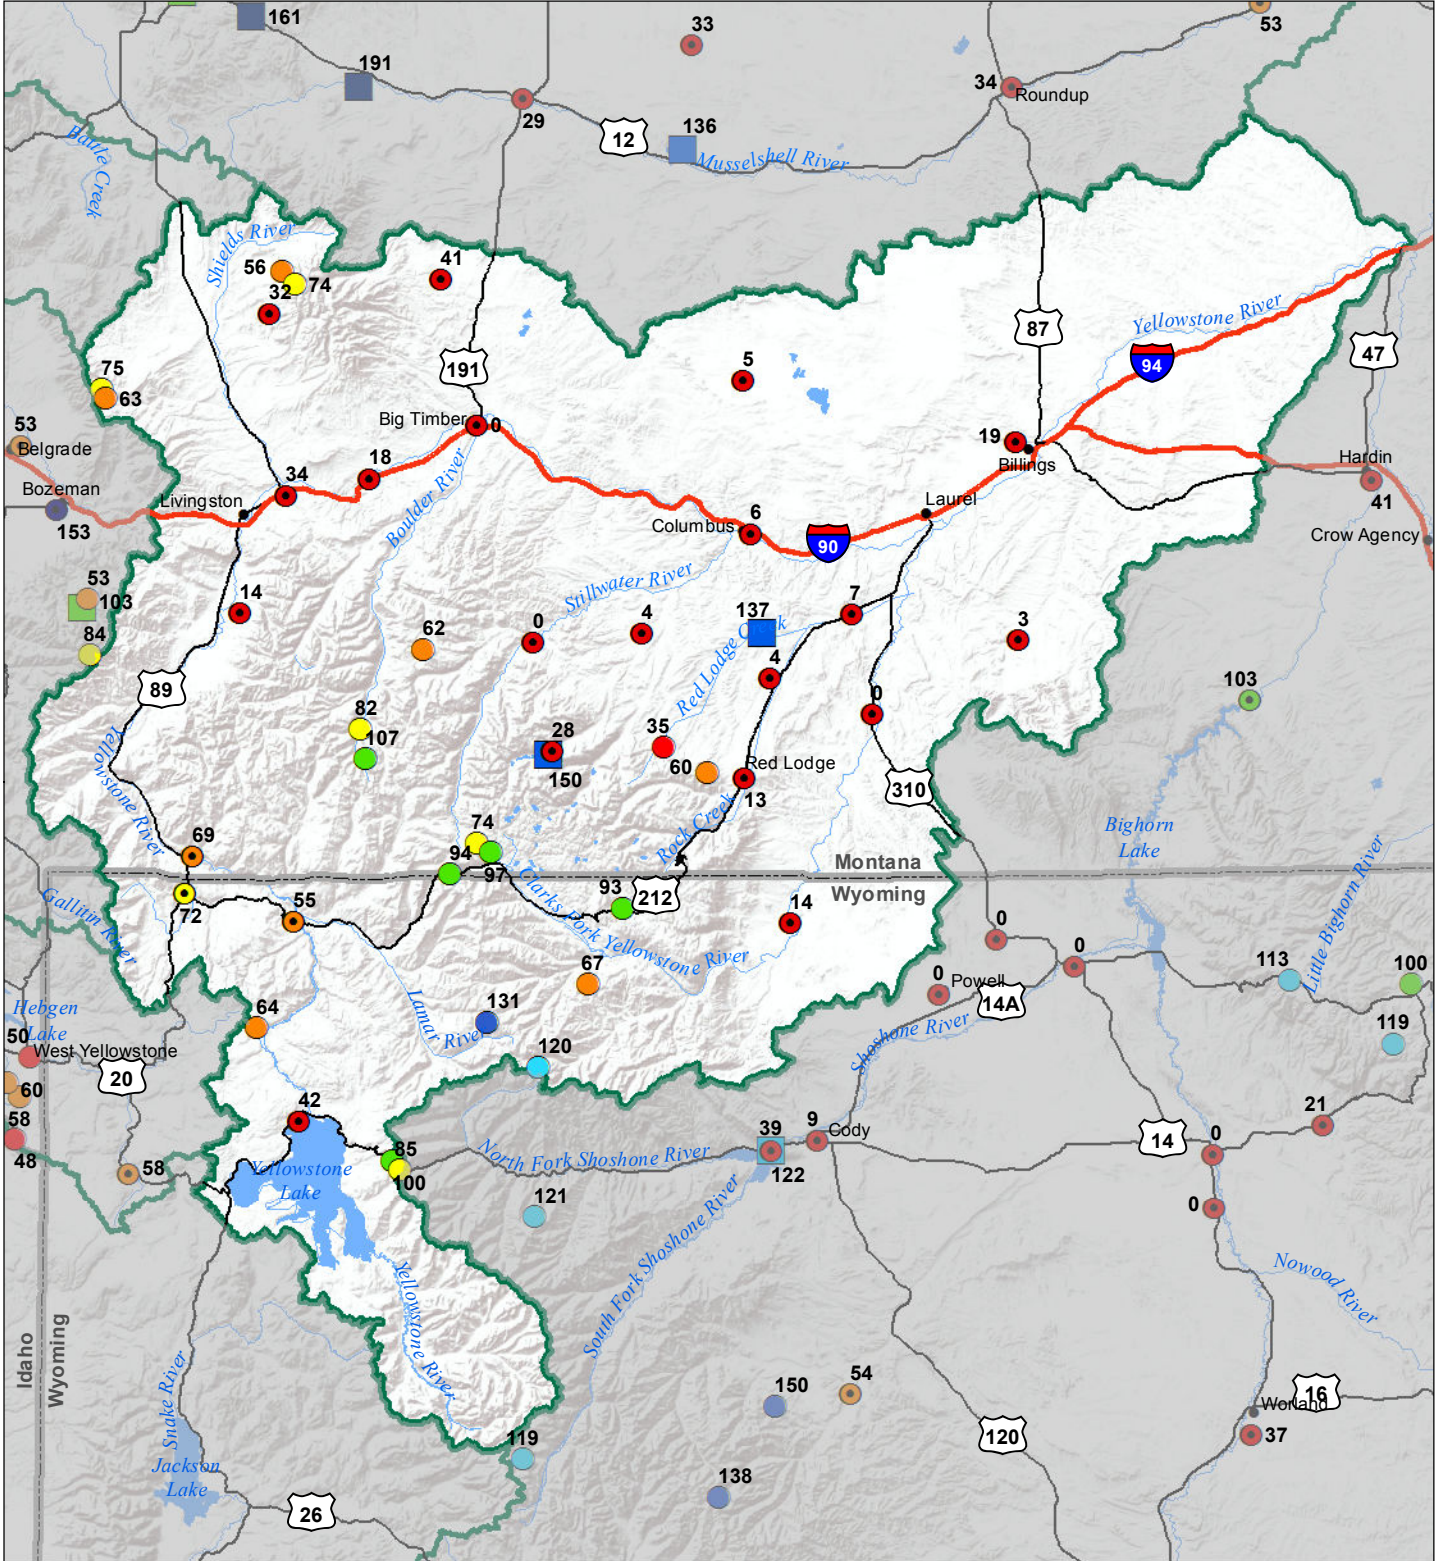 161
33
53
191
34
Roundup
29
12
136
Musselshell River
Battle Creek
Shields River
56
74
41
32
87
Yellowstone River
47
94
191
5
75
63
Big Timber
0
53
Belgrade
19
Billings
Hardin
41
18
34
Bozeman
153
Livingston
Boulder River
Laurel
Columbus
6
90
Crow Agency
53
103
84
14
Stillwater River
62
0
4
137
Red Lodge Creek
7
3
4
89
103
0
82
107
28
150
35
60
Red Lodge
13
310
Yellowstone River
Rock Creek
Bighorn
Lake
69
74
94
97
Montana
Wyoming
93
212
72
55
Clarks Fork Yellowstone River
14
Gallitin River
Little Bighorn River
0
0
113
100
67
0
Powell
14A
Hebgen
Lake
64
131
Lamar River
Shoshone River
119
50
West Yellowstone
20
120
60
42
58
48
58
85
100
Yellowstone
Lake
North Fork Shoshone River
39
122
9
Cody
14
0
21
121
0
South Fork Shoshone River
Yellowstone River
Nowood River
Idaho
Wyoming
Snake River
150
54
16
Worland
37
120
119
Jackson
Lake
138
26